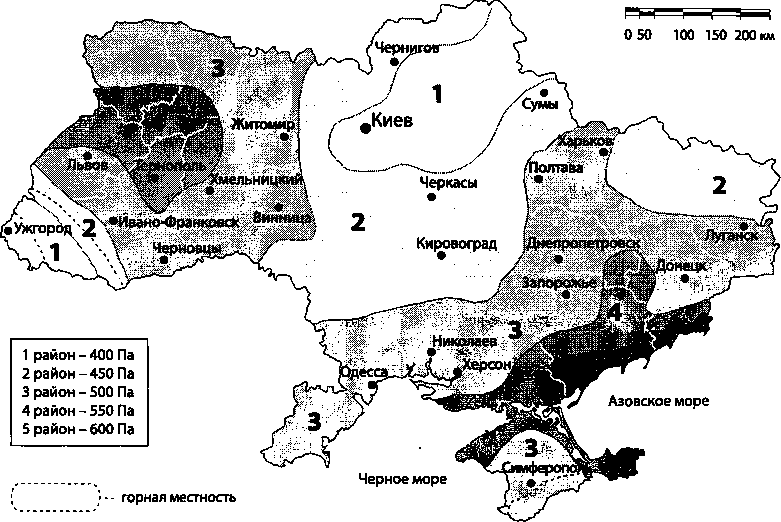 0 50 100 150 200 км
Чернигов
3
1
Сумы
Киев
Житомир
Харьков
Львов
Тернополь
Полтава
Хмельницкий
2
Черкасы
2
Ивано-Франковск
Винница
2
Ужгород
Луганск
1
Черновцы
Кировоград
Днепропетровск
Донецк
Запорожье
4
3
Николаев
1 район – 400 Па
2 район – 450 Па
3 район – 500 Па
4 район – 550 Па
5 район – 600 Па
Одесса
Херсон
Азовское море
3
3
Симферополь
Черное море
- горная местность